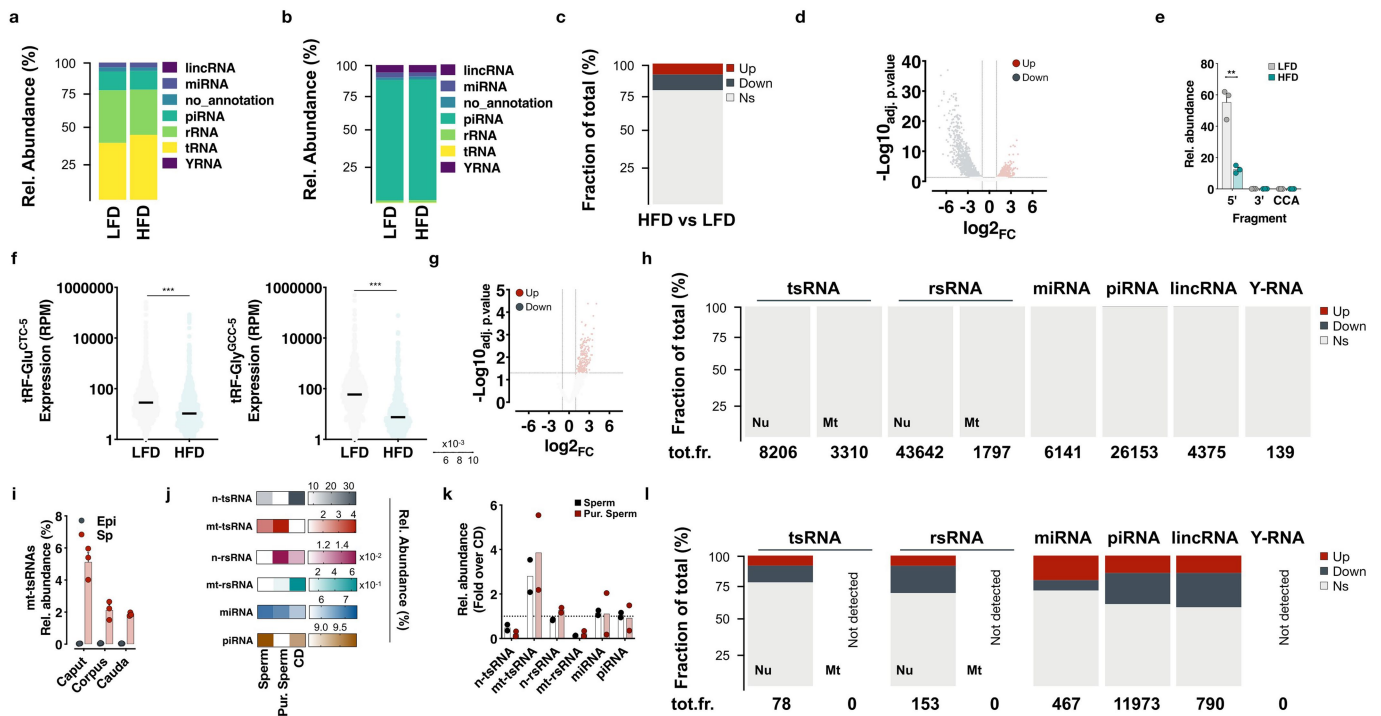 a
Rel. Abundance (%)
100
75
50
25
LFD
HFD
lincRNA
miRNA
no_annotation
piRNA
rRNA
tRNA
YRNA
b
Rel. Abundance (%)
100
75
50
25
LFD
HFD
lincRNA
miRNA
no_annotation
piRNA
rRNA
tRNA
YRNA
c
Fraction of total (%)
100
75
50
25
HFD vs LFD
Up
Down
Ns
d
-Log10adj. p.value
40
30
20
10
0
-6 -3 0 3 6
log2FC
Up
Down
e
Rel. abundance
80
60
40
20
0
**
LFD
HFD
5' 3' CCA
Fragment
f
tRF-GluCTC-5
Expression (RPM)
1000000
10000
100
1
***
LFD HFD
tRF-GlyGCC-5
Expression (RPM)
1000000
10000
100
1
***
LFD HFD
x10-3
6 8 10
g
-Log10adj. p.value
5
4
3
2
1
0
Up
Down
-6 -3 0 3 6
log2FC
h
Fraction of total (%)
100
75
50
25
tsRNA rsRNA miRNA piRNA lincRNA Y-RNA
Nu Mt Nu Mt
Up
Down
Ns
tot.fr. 8206 3310 43642 1797 6141 26153 4375 139
i
mt-tsRNAs
Rel. abundance (%)
8
6
4
2
0
Epi
Sp
Caput
Corpus
Cauda
j
n-tsRNA 10 20 30
mt-tsRNA 2 3 4
n-rsRNA 1.2 1.4 x10-2
mt-rsRNA 2 4 6 x10-1
miRNA 6 7
piRNA 9.0 9.5
Sperm
Pur. Sperm
CD
Rel. Abundance (%)
k
Rel. abundance
(Fold over CD)
6
4
2
0
Sperm
Pur. Sperm
n-tsRNA
mt-tsRNA
n-rsRNA
mt-rsRNA
miRNA
piRNA
l
Fraction of total (%)
100
75
50
25
tsRNA rsRNA miRNA piRNA lincRNA Y-RNA
Nu Mt Nu Mt
Not detected
Not detected
Not detected
Up
Down
Ns
tot.fr. 78 0 153 0 467 11973 790 0